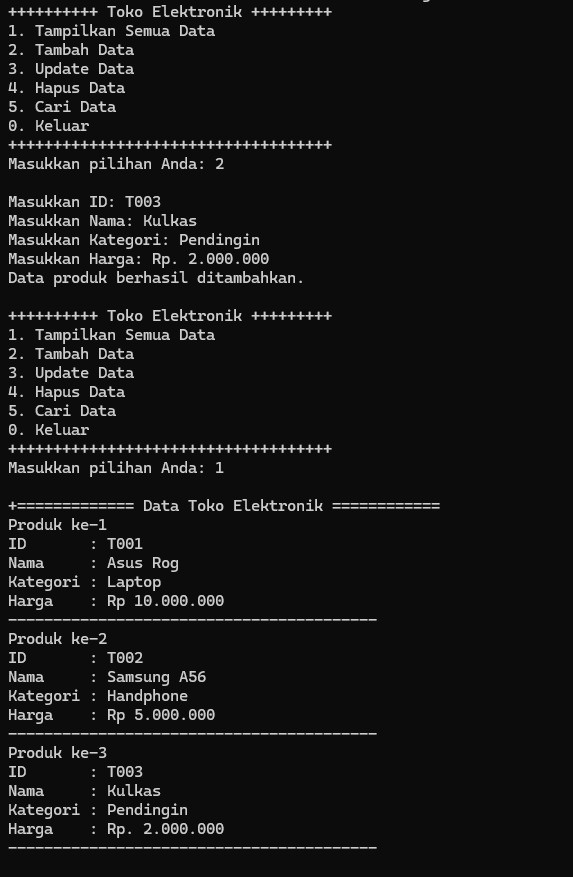 ++++++++++ Toko Elektronik +++++++++
1. Tampilkan Semua Data
2. Tambah Data
3. Update Data
4. Hapus Data
5. Cari Data
0. Keluar
++++++++++++++++++++++++++++++++++++
Masukkan pilihan Anda: 2
Masukkan ID: T003
Masukkan Nama: Kulkas
Masukkan Kategori: Pendingin
Masukkan Harga: Rp. 2.000.000
Data produk berhasil ditambahkan.
++++++++++ Toko Elektronik +++++++++
1. Tampilkan Semua Data
2. Tambah Data
3. Update Data
4. Hapus Data
5. Cari Data
0. Keluar
++++++++++++++++++++++++++++++++++++
Masukkan pilihan Anda: 1
+============= Data Toko Elektronik ============
Produk ke-1
ID       : T001
Nama     : Asus Rog
Kategori : Laptop
Harga    : Rp 10.000.000
-----------------------------------------
Produk ke-2
ID       : T002
Nama     : Samsung A56
Kategori : Handphone
Harga    : Rp 5.000.000
-----------------------------------------
Produk ke-3
ID       : T003
Nama     : Kulkas
Kategori : Pendingin
Harga    : Rp. 2.000.000
-----------------------------------------